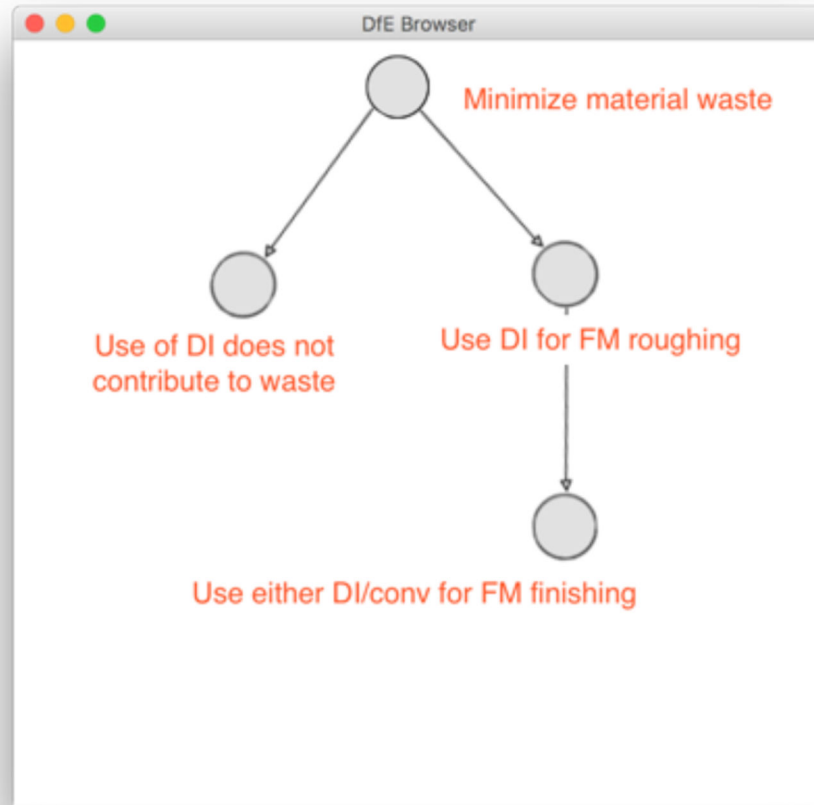 DfE Browser
Minimize material waste
Use of DI does not
contribute to waste
Use DI for FM roughing
Use either DI/conv for FM finishing